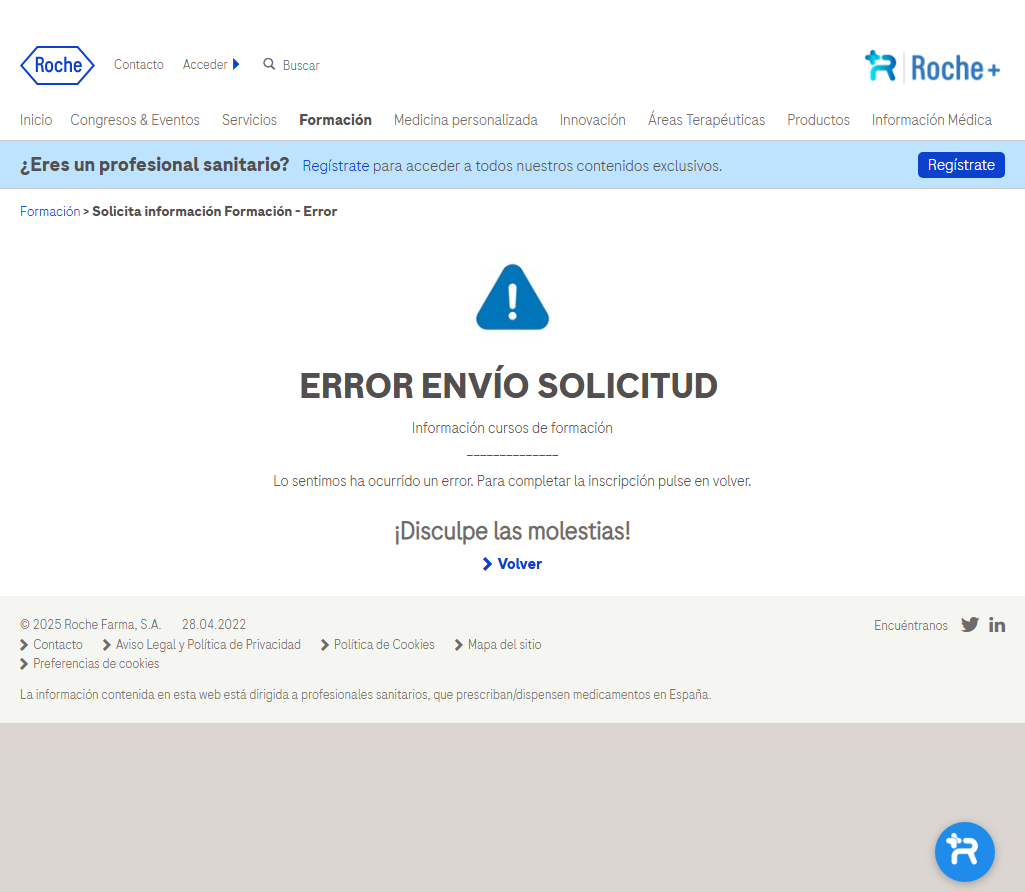 Roche
Contacto
Acceder
Buscar
Roche+
Inicio Congresos & Eventos Servicios Formación Medicina personalizada Innovación Áreas Terapéuticas Productos Información Médica
¿Eres un profesional sanitario? Regístrate para acceder a todos nuestros contenidos exclusivos. Regístrate
Formación > Solicita información Formación - Error
ERROR ENVÍO SOLICITUD
Información cursos de formación
______________
Lo sentimos ha ocurrido un error. Para completar la inscripción pulse en volver.
¡Disculpe las molestias!
Volver
© 2025 Roche Farma, S.A. 28.04.2022
Encuéntranos
Contacto Aviso Legal y Política de Privacidad Política de Cookies Mapa del sitio
Preferencias de cookies
La información contenida en esta web está dirigida a profesionales sanitarios, que prescriban/dispensen medicamentos en España.